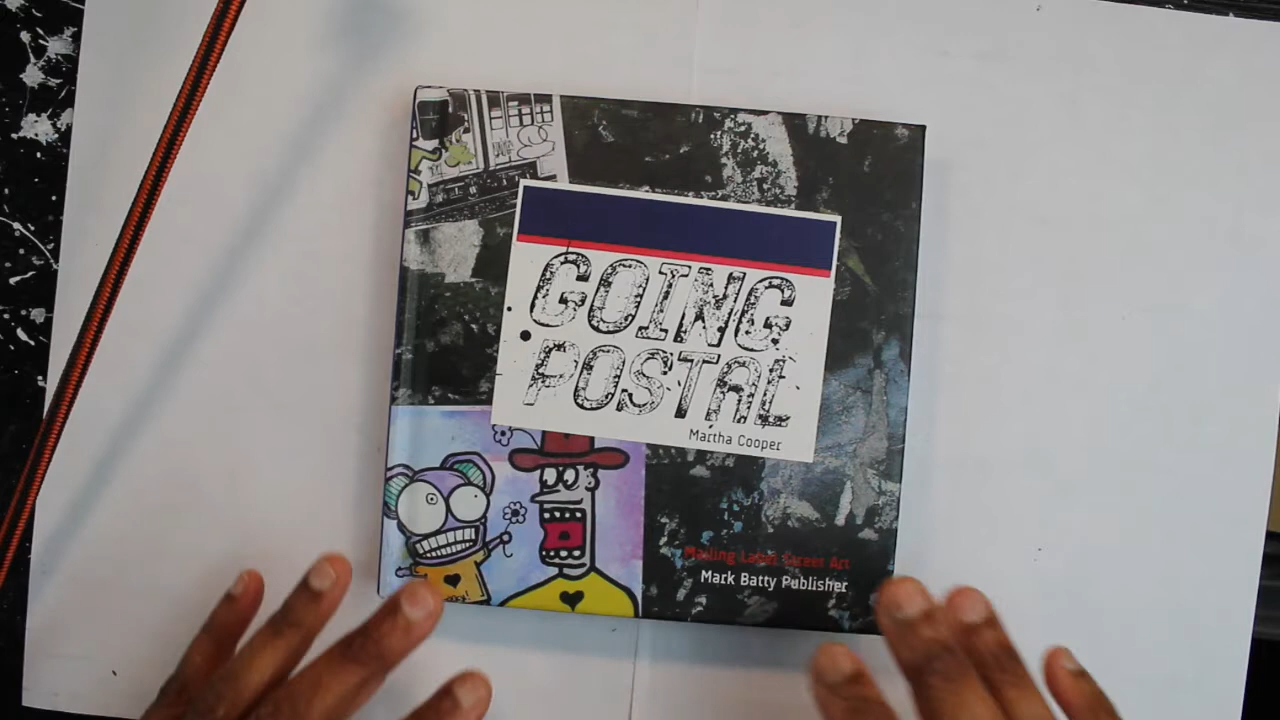 GOING
POSTAL
Martha Cooper
Mailing Label Street Art
Mark Batty Publisher